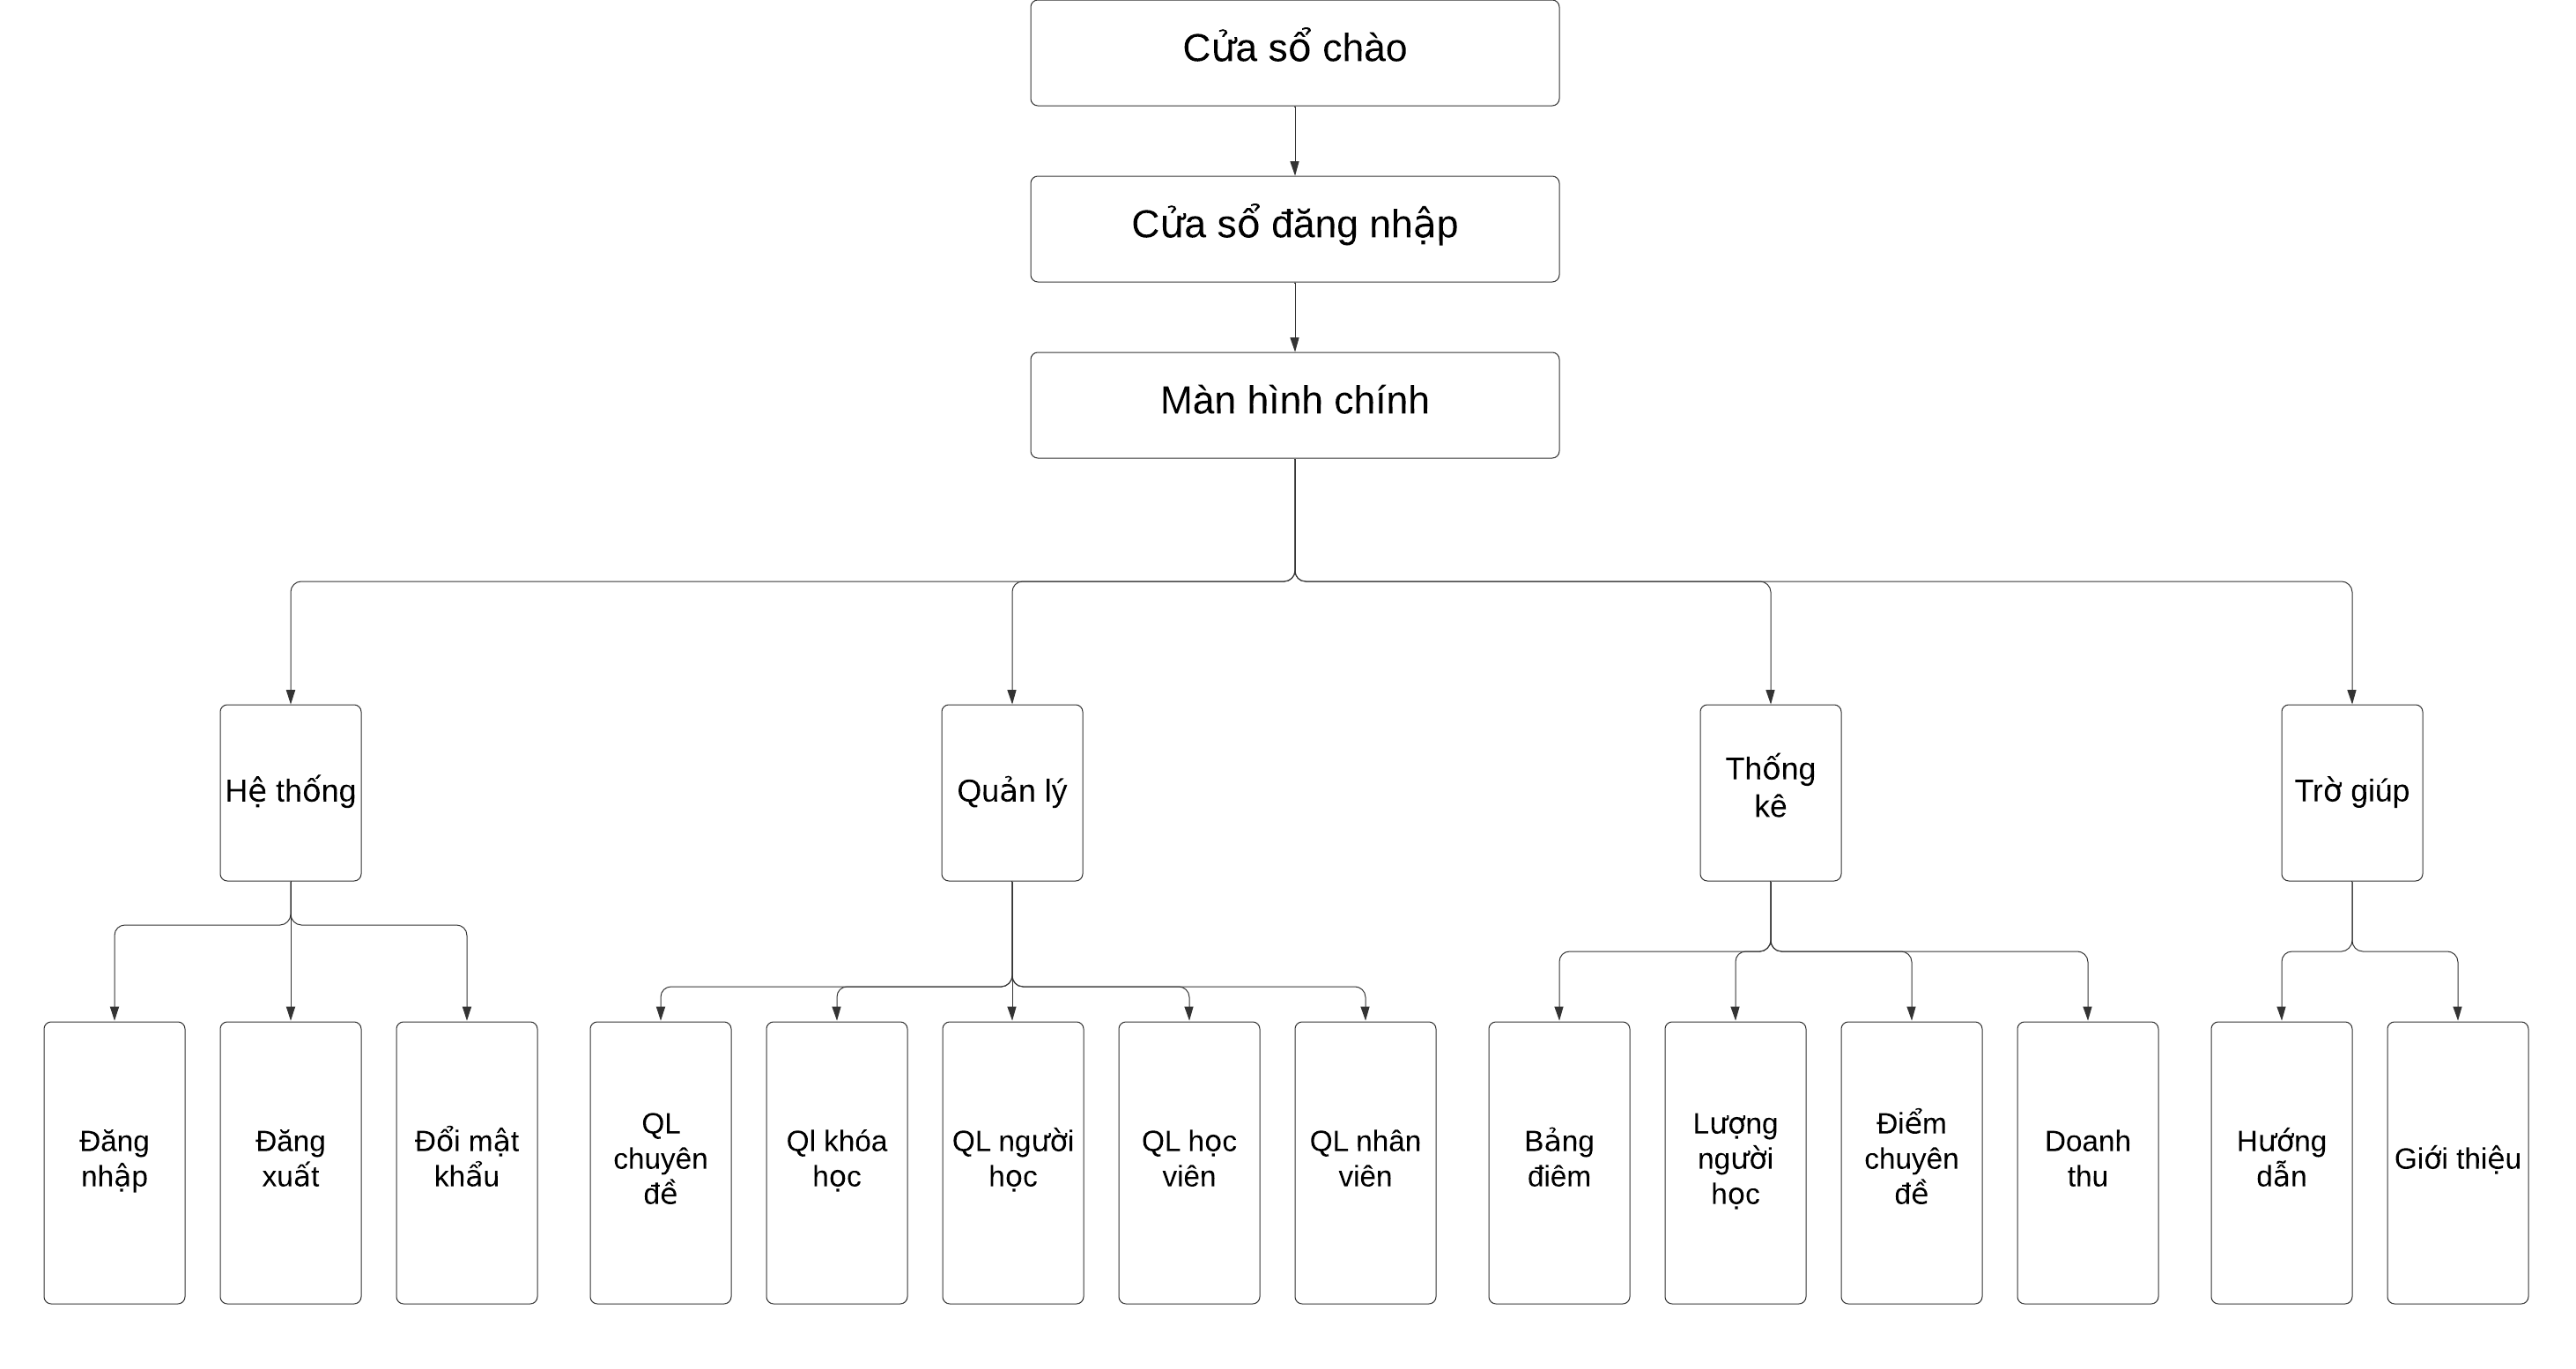 Cửa sổ chào
Cửa sổ đăng nhập
Màn hình chính
Hệ thống
Quản lý
Thống
kê
Trờ giúp
Đăng
nhập
Đăng
xuất
Đổi mật
khẩu
QL
chuyên
đề
Ql khóa
học
QL người
học
QL học
viên
QL nhân
viên
Bảng
điêm
Lượng
người
học
Điểm
chuyên
đề
Doanh
thu
Hướng
dẫn
Giới thiệu